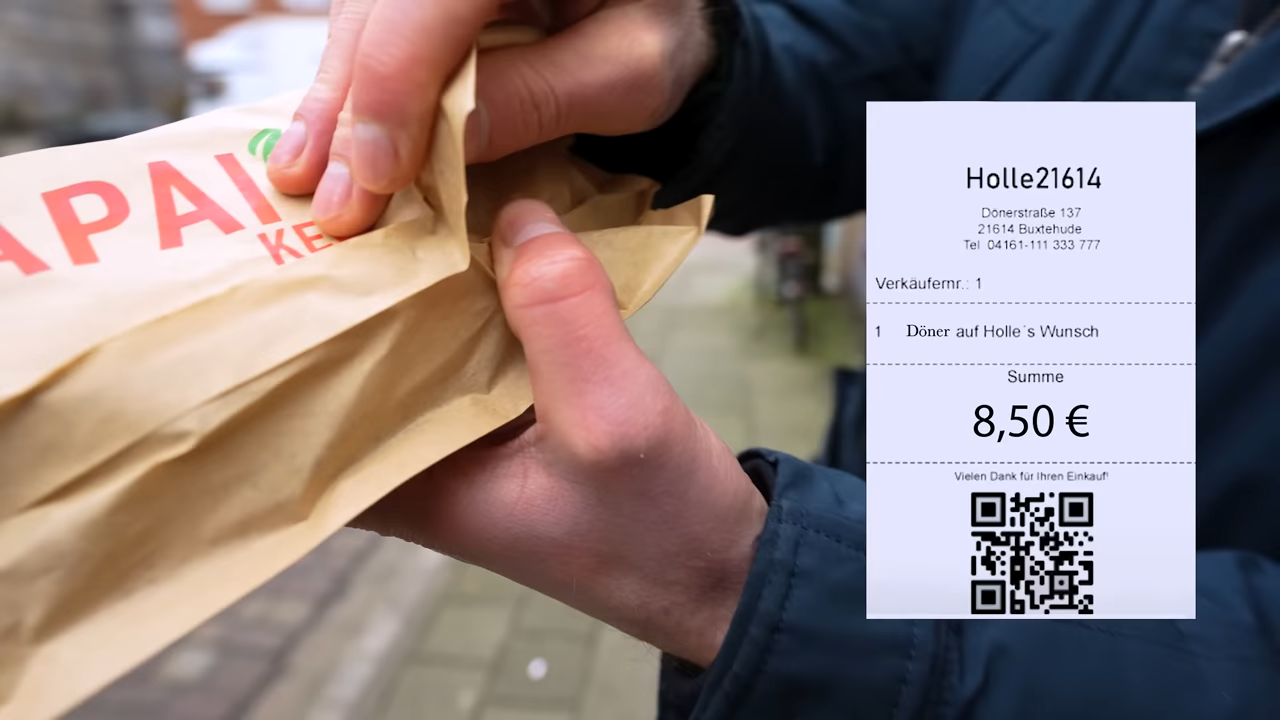 APAI
KE
Holle21614
Dönerstraße 137
21614 Buxtehude
Tel 04161-111 333 777
Verkäufernr.: 1
1 Döner auf Holle´s Wunsch
Summe
8,50 €
Vielen Dank für Ihren Einkauf!